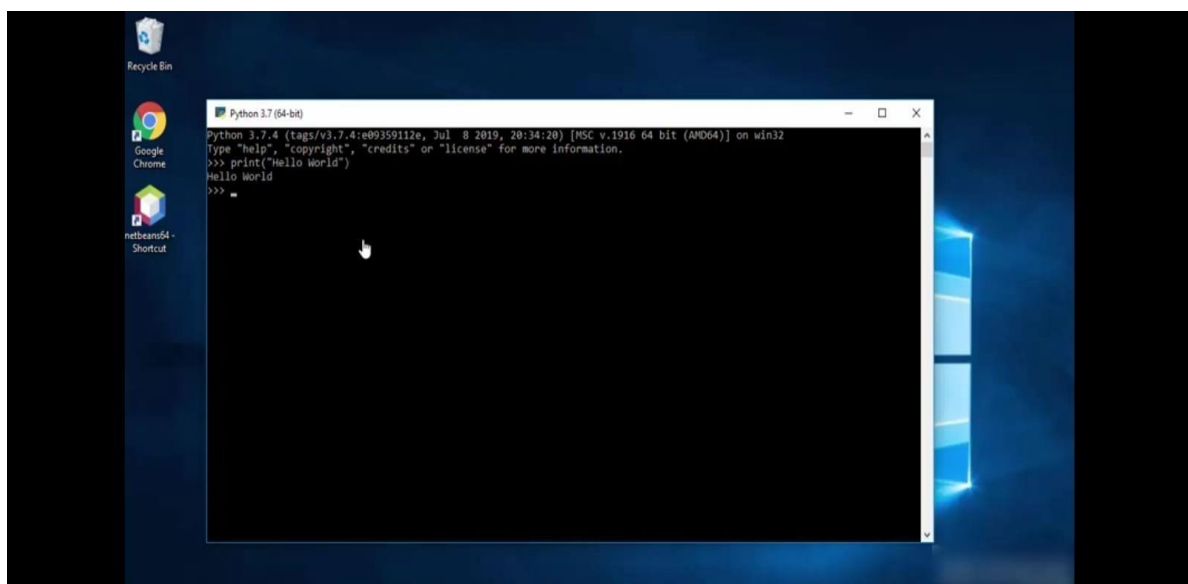 Recycle Bin
Google
Chrome
netbeans64 -
Shortcut
Python 3.7 (64-bit)
Python 3.7.4 (tags/v3.7.4:e09359112e, Jul  8 2019, 20:34:20) [MSC v.1916 64 bit (AMD64)] on win32
Type "help", "copyright", "credits" or "license" for more information.
>>> print("Hello World")
Hello World
>>> _